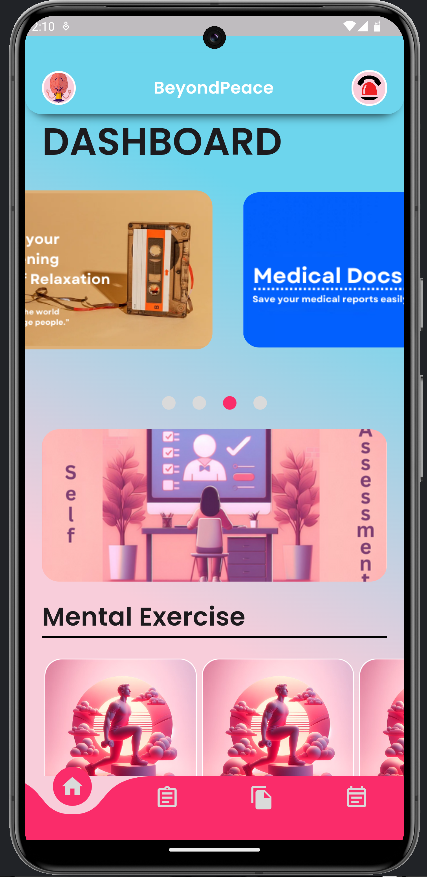 2:10
BeyondPeace
DASHBOARD
your
ning
Relaxation
he world
ge people."
Medical Docs
Save your medical reports easily
Self
Assessment
Mental Exercise